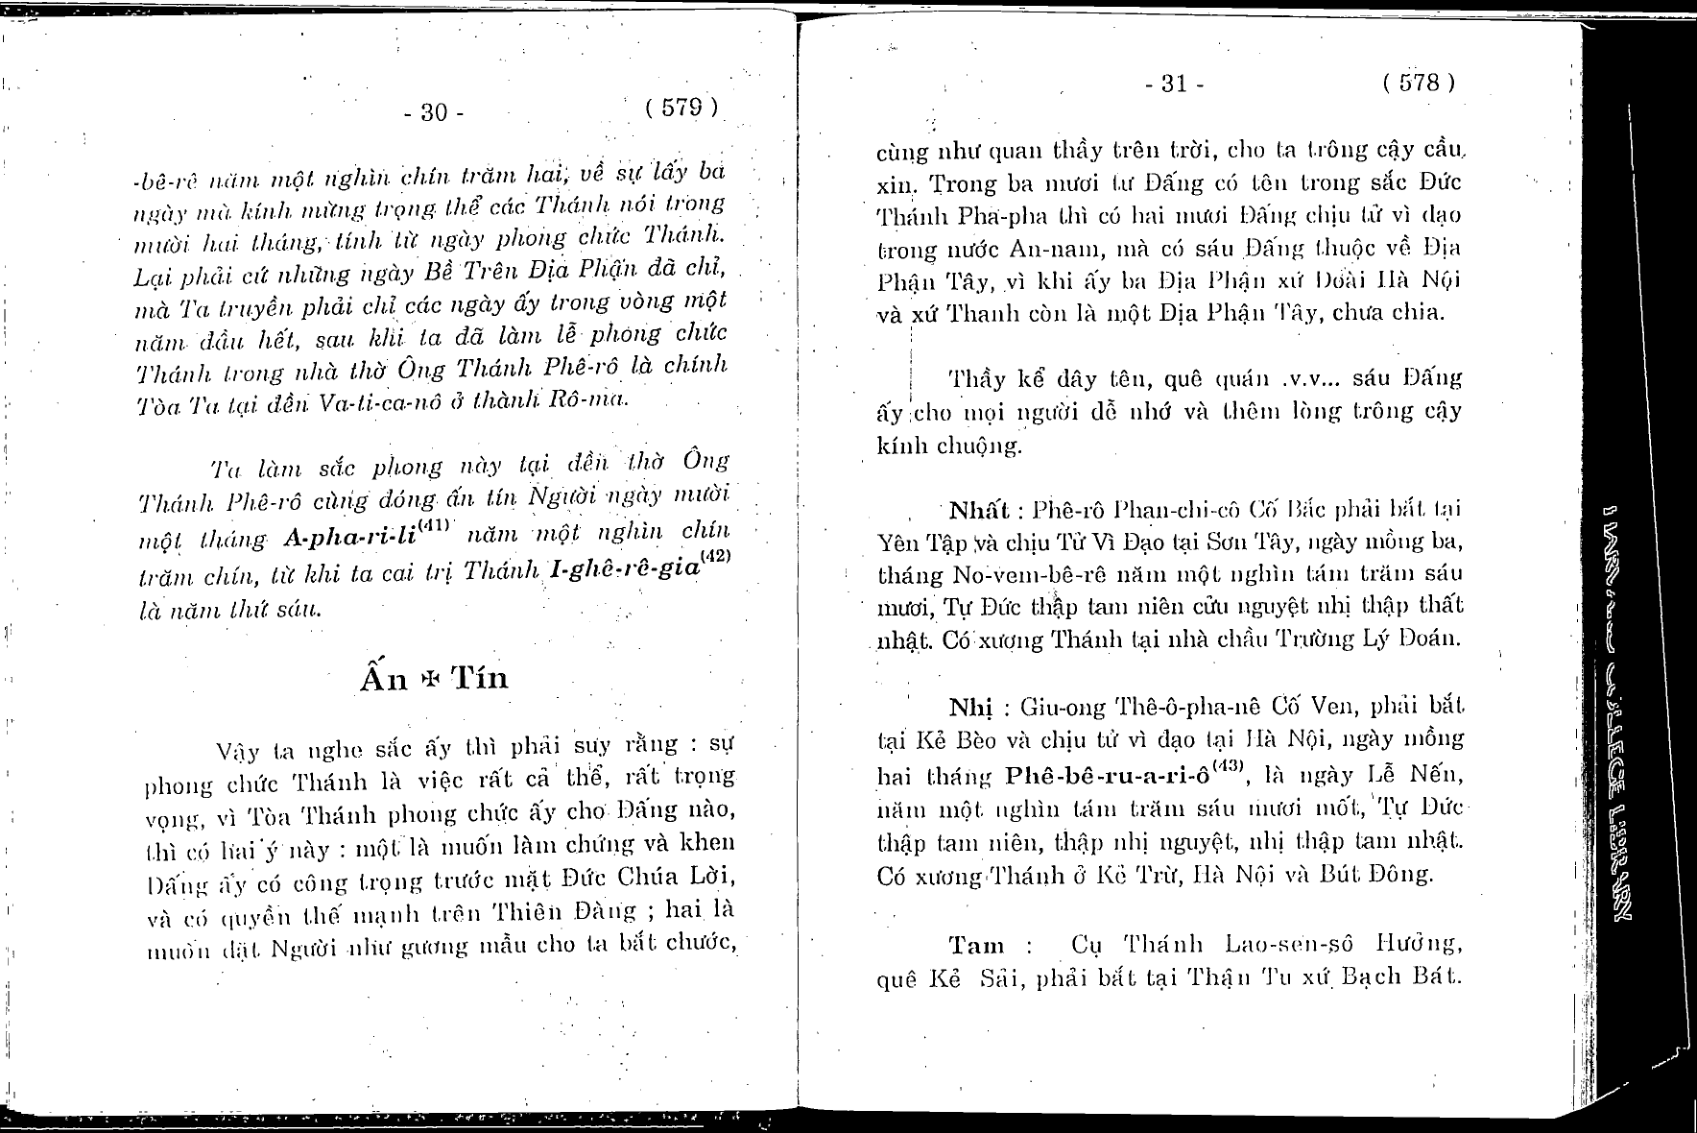 - 30 -
( 579 )
-bê-rê năm một nghìn chín trăm hai, về sự lấy ba
ngày mà kính mừng trọng thể các Thánh nói trong
mười hai tháng, tính từ ngày phong chức Thánh.
Lại phải cứ những ngày Bề Trên Địa Phận đã chỉ,
mà Ta truyền phải chỉ các ngày ấy trong vòng một
năm đầu hết, sau khi ta đã làm lễ phong chức
Thánh trong nhà thờ Ông Thánh Phê-rô là chính
Tòa Ta tại đền Va-ti-ca-nô ở thành Rô-ma.
Ta làm sắc phong này tại đền thờ Ông
Thánh Phê-rô cùng đóng ấn tín Người ngày mười
một tháng A-pha-ri-li(41) năm một nghìn chín
trăm chín, từ khi ta cai trị Thánh I-ghê-rê-gia(42)
là năm thứ sáu.
Ấn ✠ Tín
Vậy ta nghe sắc ấy thì phải suy rằng : sự
phong chức Thánh là việc rất cả thể, rất trọng
vọng, vì Tòa Thánh phong chức ấy cho Đấng nào,
thì có hai ý này : một là muốn làm chứng và khen
Đấng ấy có công trọng trước mặt Đức Chúa Lời,
và có quyền thế mạnh trên Thiên Đàng ; hai là
muốn đặt Người như gương mẫu cho ta bắt chước,
- 31 -
( 578 )
cùng như quan thầy trên trời, cho ta trông cậy cầu
xin. Trong ba mươi tư Đấng có tên trong sắc Đức
Thánh Pha-pha thì có hai mươi Đấng chịu tử vì đạo
trong nước An-nam, mà có sáu Đấng thuộc về Địa
Phận Tây, vì khi ấy ba Địa Phận xứ Đoài Hà Nội
và xứ Thanh còn là một Địa Phận Tây, chưa chia.
Thầy kể đây tên, quê quán .v.v... sáu Đấng
ấy cho mọi người dễ nhớ và thêm lòng trông cậy
kính chuộng.
Nhất : Phê-rô Phan-chi-cô Cố Bắc phải bắt tại
Yên Tập và chịu Tử Vì Đạo tại Sơn Tây, ngày mồng ba,
tháng No-vem-bê-rê năm một nghìn tám trăm sáu
mươi, Tự Đức thập tam niên cửu nguyệt nhị thập thất
nhật. Có xương Thánh tại nhà chầu Trường Lý Đoán.
Nhị : Giu-ong Thê-ô-pha-nê Cố Ven, phải bắt
tại Kẻ Bèo và chịu tử vì đạo tại Hà Nội, ngày mồng
hai tháng Phê-bê-ru-a-ri-ô(43), là ngày Lễ Nến,
năm một nghìn tám trăm sáu mươi mốt, Tự Đức
thập tam niên, thập nhị nguyệt, nhị thập tam nhật.
Có xương Thánh ở Kẻ Trừ, Hà Nội và Bút Đông.
Tam : Cụ Thánh Lao-sen-sô Hưởng,
quê Kẻ Sải, phải bắt tại Thận Tu xứ Bạch Bát.
HARVARD COLLEGE LIBRARY